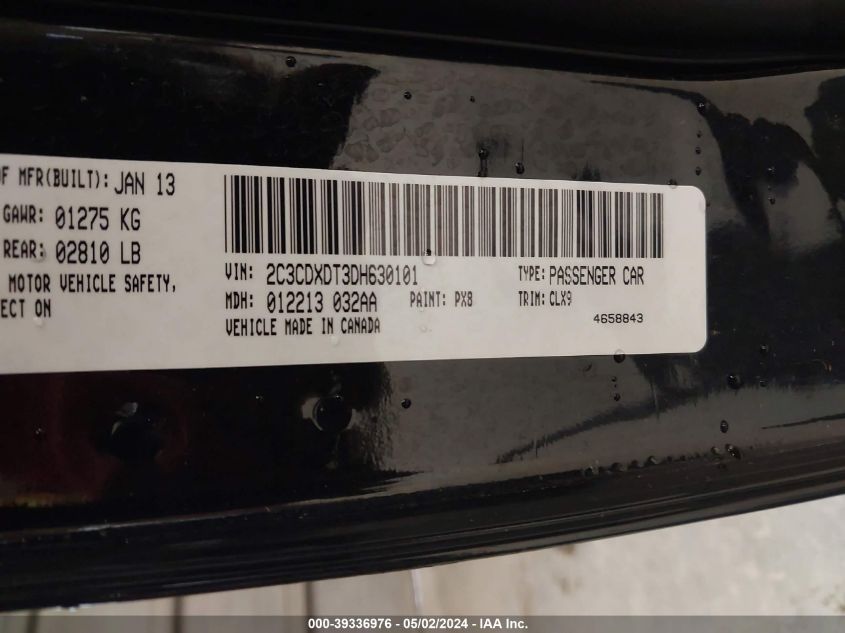 OF MFR(BUILT): JAN 13
GAWR: 01275 KG
REAR: 02810 LB
MOTOR VEHICLE SAFETY,
ECT ON
VIN: 2C3CDXDT3DH630101 TYPE: PASSENGER CAR
MDH: 012213 032AA PAINT: PX8 TRIM: CLX9
VEHICLE MADE IN CANADA 4658843
000-39336976 - 05/02/2024 - IAA Inc.